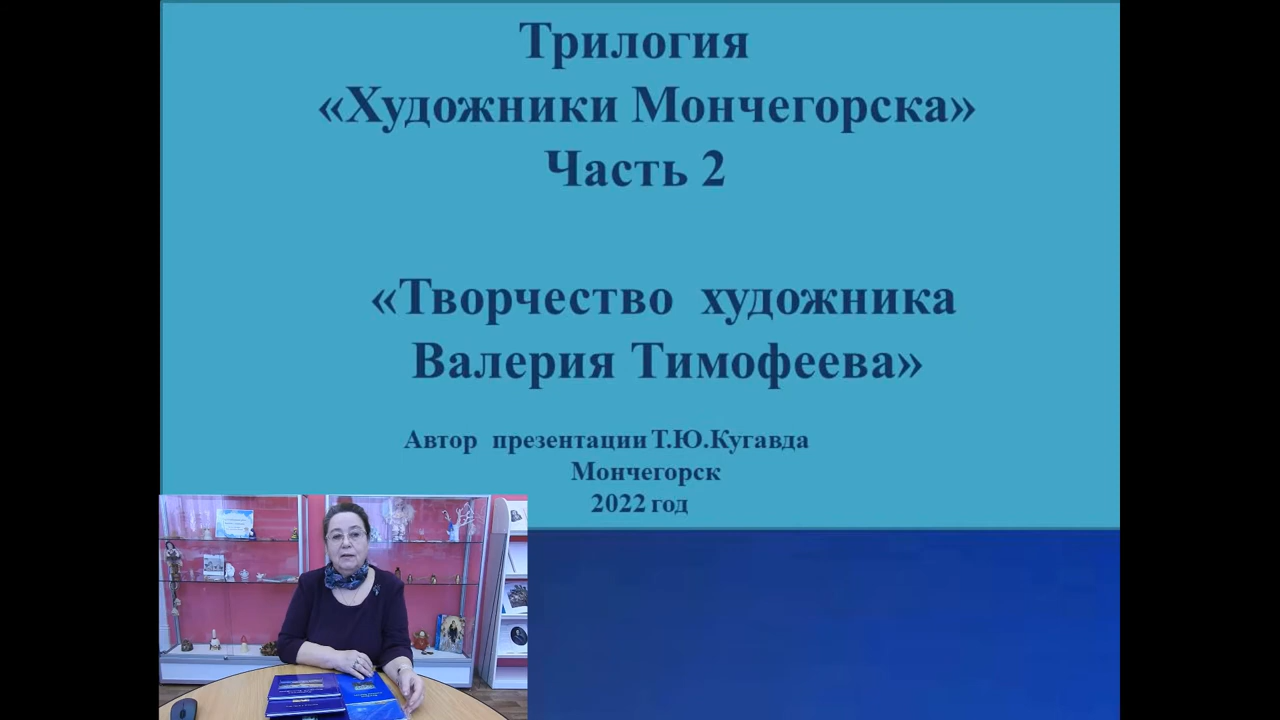 Трилогия
«Художники Мончегорска»
Часть 2
«Творчество художника
Валерия Тимофеева»
Автор презентации Т.Ю.Кугавда
Мончегорск
2022 год